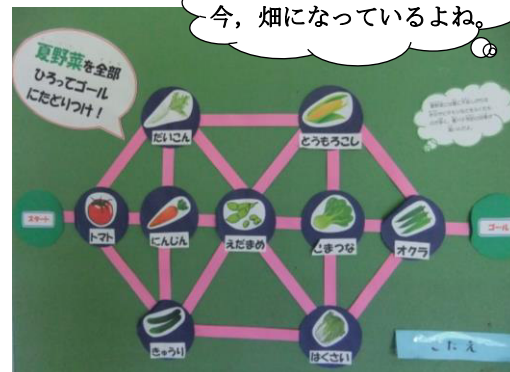 今，畑になっているよね。
夏野菜を全部
ひろってゴール
にたどりつけ！
だいこん
とうもろこし
スタート
トマト
にんじん
えだまめ
こまつな
オクラ
ゴール
きゅうり
はくさい
こたえ